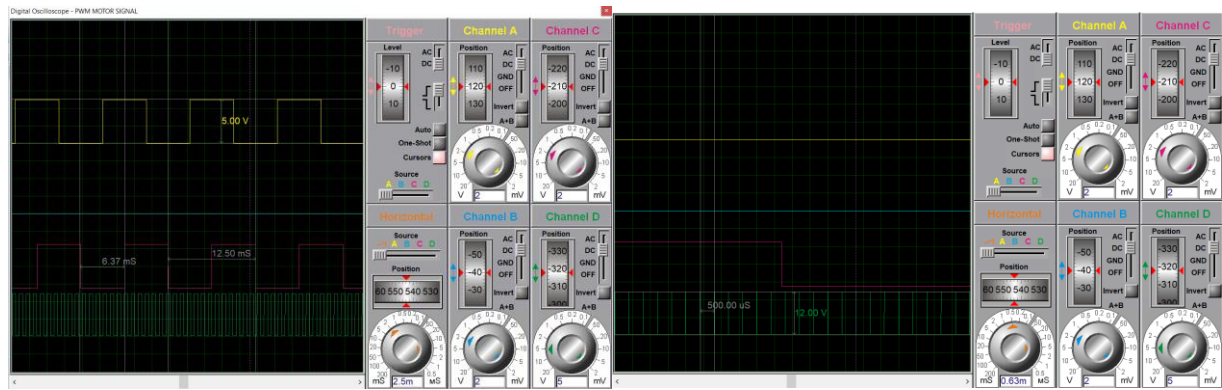 Digital Oscilloscope - PWM MOTOR SIGNAL
5.00 V
6.37 mS
12.50 mS
Trigger
Level
-10
0
10
AC
DC
Auto
One-Shot
Cursors
Source
A B C D
Channel A
Position
110
120
130
AC
DC
GND
OFF
Invert
A+B
V
2
mV
Channel C
Position
-220
-210
-200
AC
DC
GND
OFF
Invert
A+B
V
2
mV
Horizontal
Source
A B C D
Position
60 550 540 530
mS
2.5m
µS
Channel B
Position
-50
-40
-30
AC
DC
GND
OFF
Invert
A+B
V
2
mV
Channel D
Position
-330
-320
-310
-300
AC
DC
GND
OFF
Invert
A+B
V
5
mV
500.00 uS
12.00 V
Trigger
Level
-10
0
10
AC
DC
Auto
One-Shot
Cursors
Source
A B C D
Channel A
Position
110
120
130
AC
DC
GND
OFF
Invert
A+B
V
2
mV
Channel C
Position
-220
-210
-200
AC
DC
GND
OFF
Invert
A+B
V
2
mV
Horizontal
Source
A B C D
Position
60 550 540 530
mS
0.63m
µS
Channel B
Position
-50
-40
-30
AC
DC
GND
OFF
Invert
A+B
V
2
mV
Channel D
Position
-330
-320
-310
-300
AC
DC
GND
OFF
Invert
A+B
V
5
mV